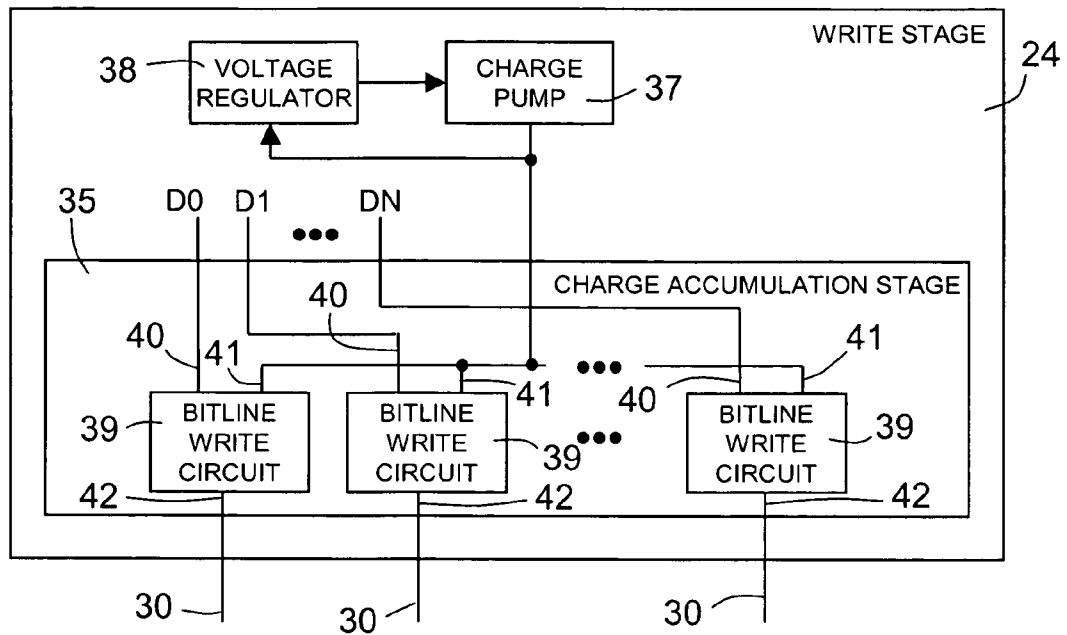 WRITE STAGE
38
VOLTAGE
REGULATOR
CHARGE
PUMP
37
24
35
D0
D1
DN
CHARGE ACCUMULATION STAGE
40
40
41
41
40
41
39
BITLINE
WRITE
CIRCUIT
BITLINE
WRITE
CIRCUIT
39
BITLINE
WRITE
CIRCUIT
39
42
42
42
30
30
30